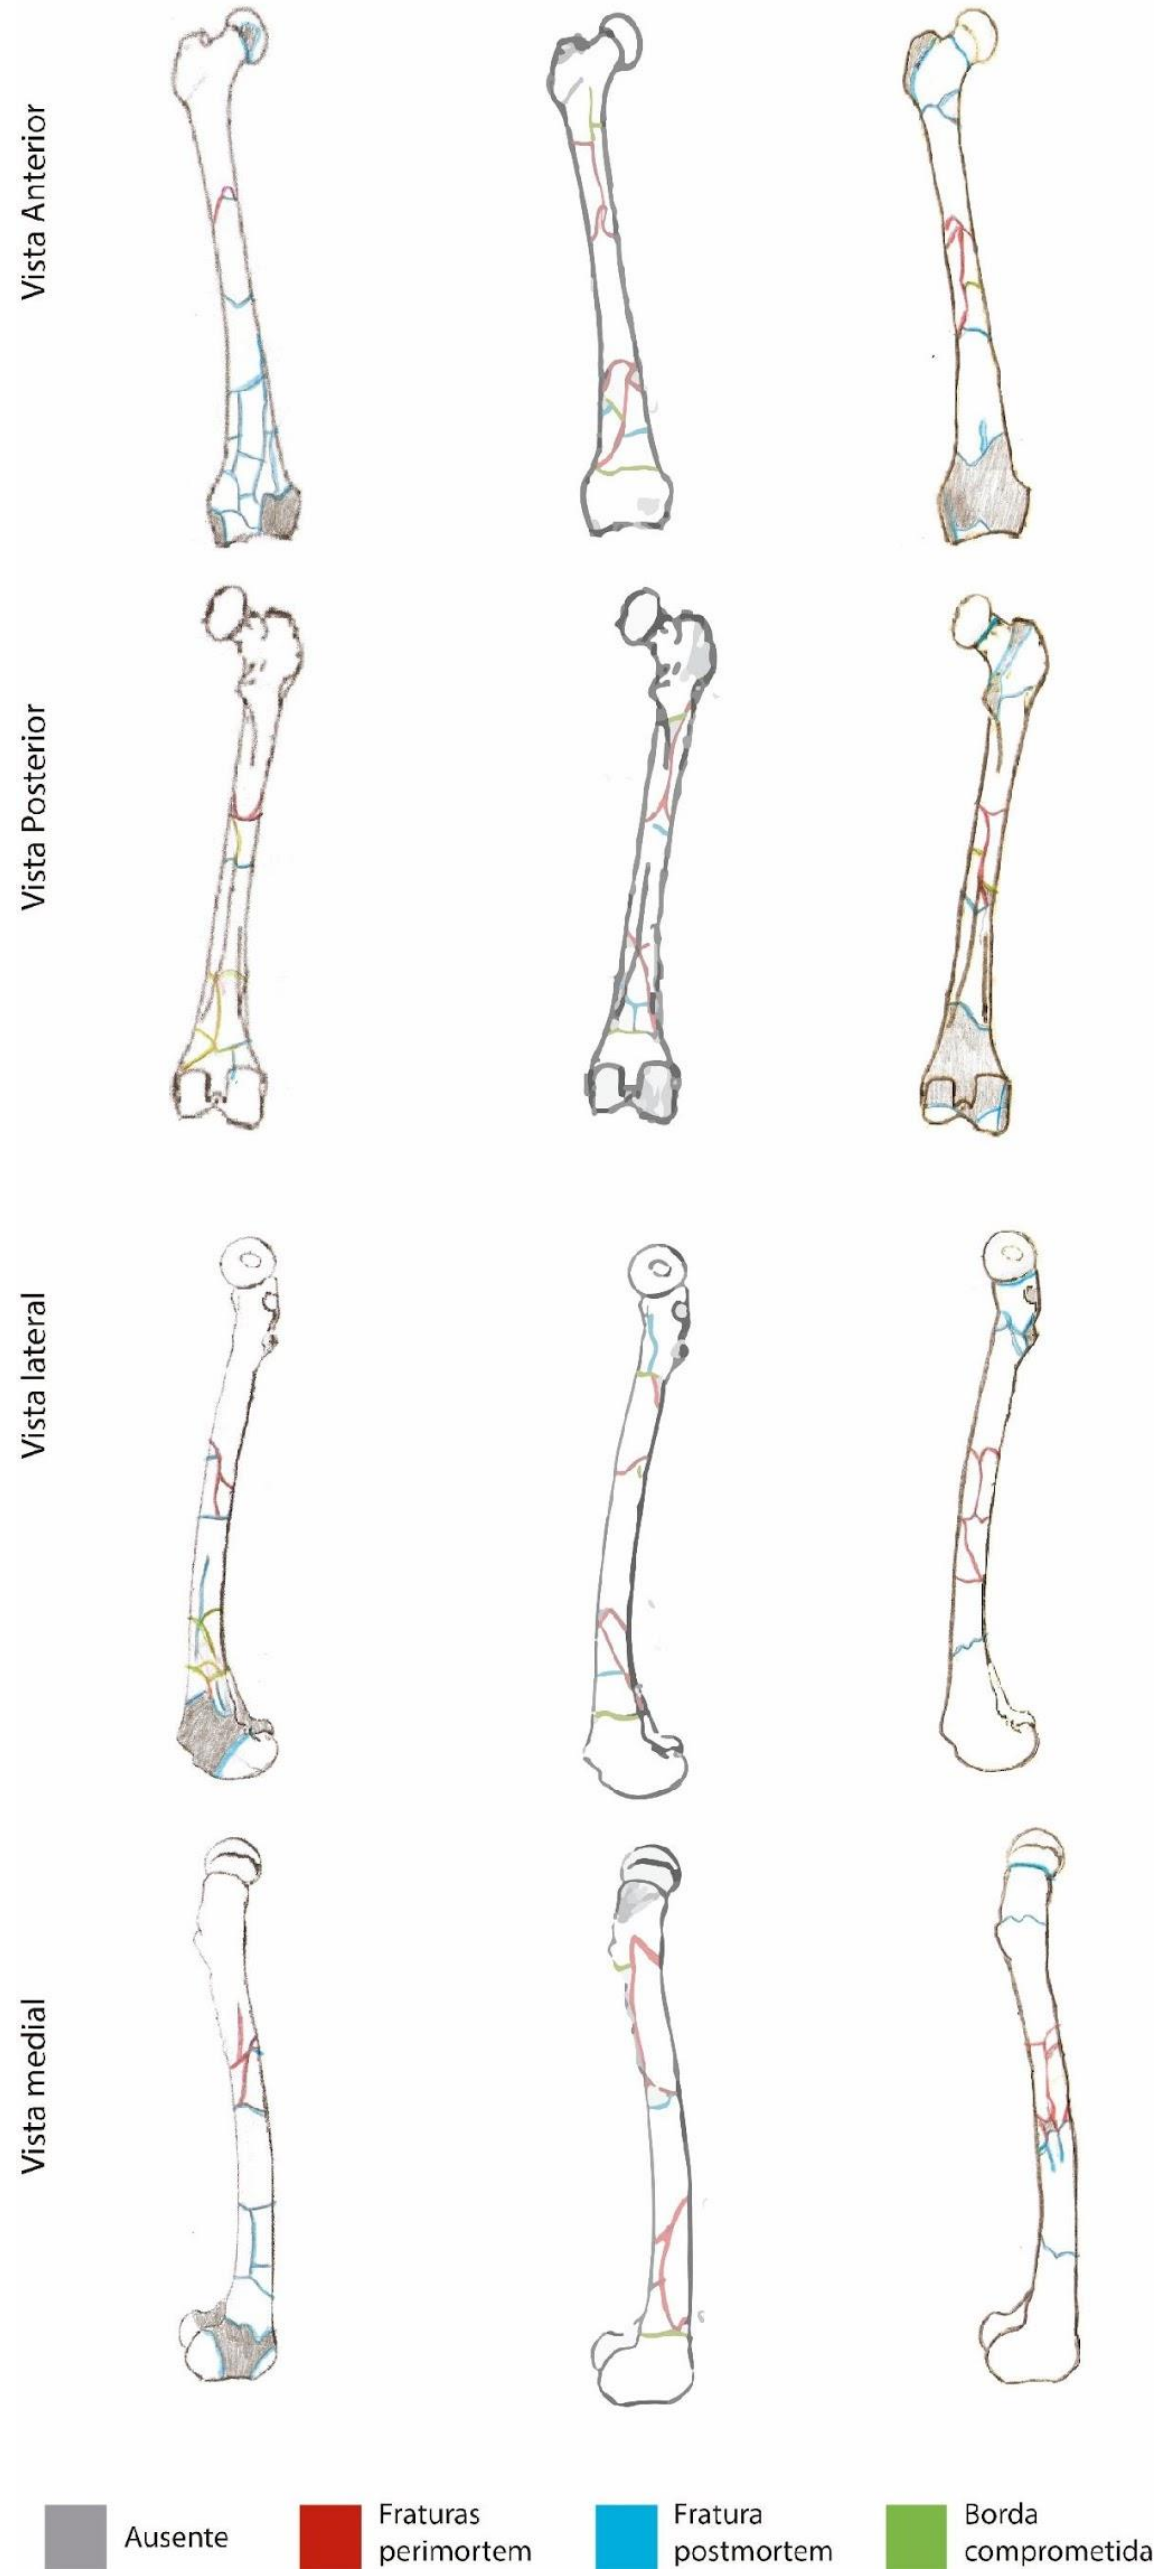 Vista Anterior
Vista Posterior
Vista lateral
Vista medial
Ausente
Fraturas
perimortem
Fratura
postmortem
Borda
comprometida